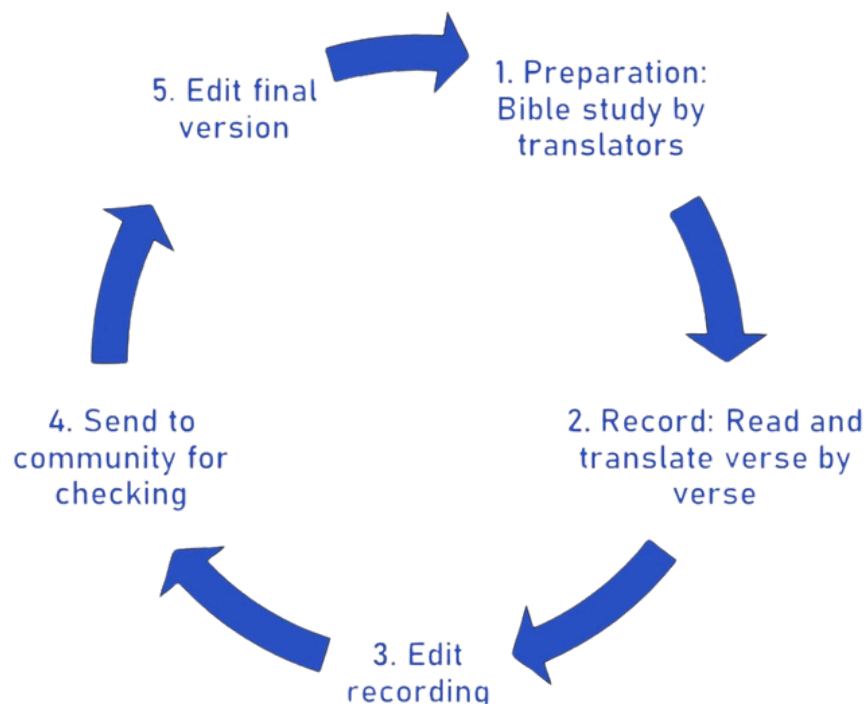 1. Preparation:
Bible study by
translators
2. Record: Read and
translate verse by
verse
3. Edit
recording
4. Send to
community for
checking
5. Edit final
version